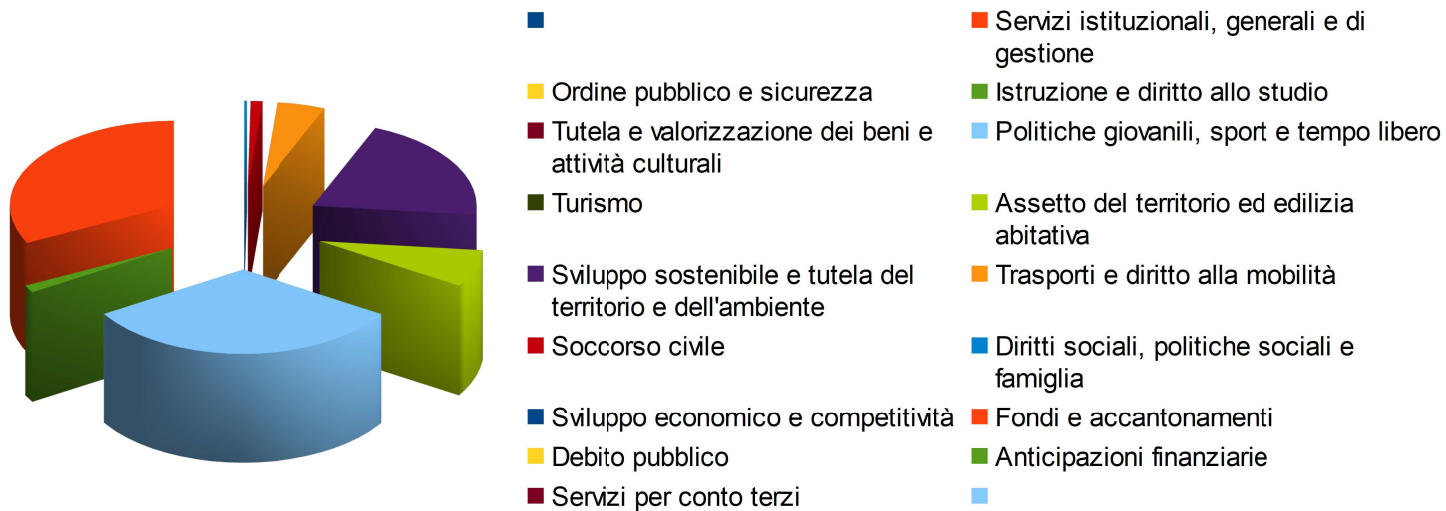 Servizi istituzionali, generali e di
gestione
Ordine pubblico e sicurezza
Istruzione e diritto allo studio
Tutela e valorizzazione dei beni e
attività culturali
Politiche giovanili, sport e tempo libero
Turismo
Assetto del territorio ed edilizia
abitativa
Sviluppo sostenibile e tutela del
territorio e dell'ambiente
Trasporti e diritto alla mobilità
Soccorso civile
Diritti sociali, politiche sociali e
famiglia
Sviluppo economico e competitività
Fondi e accantonamenti
Debito pubblico
Anticipazioni finanziarie
Servizi per conto terzi